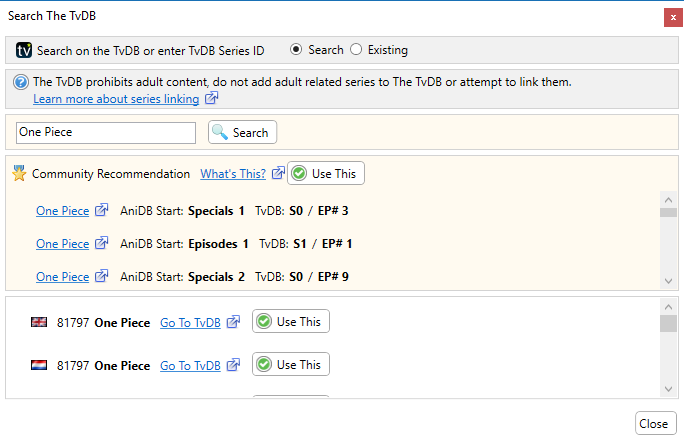 Search The TvDB
x
tv Search on the TvDB or enter TvDB Series ID Search Existing
? The TvDB prohibits adult content, do not add adult related series to The TvDB or attempt to link them.
Learn more about series linking
One Piece Search
Community Recommendation What's This? Use This
One Piece AniDB Start: Specials 1 TvDB: S0 / EP# 3
One Piece AniDB Start: Episodes 1 TvDB: S1 / EP# 1
One Piece AniDB Start: Specials 2 TvDB: S0 / EP# 9
81797 One Piece Go To TvDB Use This
81797 One Piece Go To TvDB Use This
Close